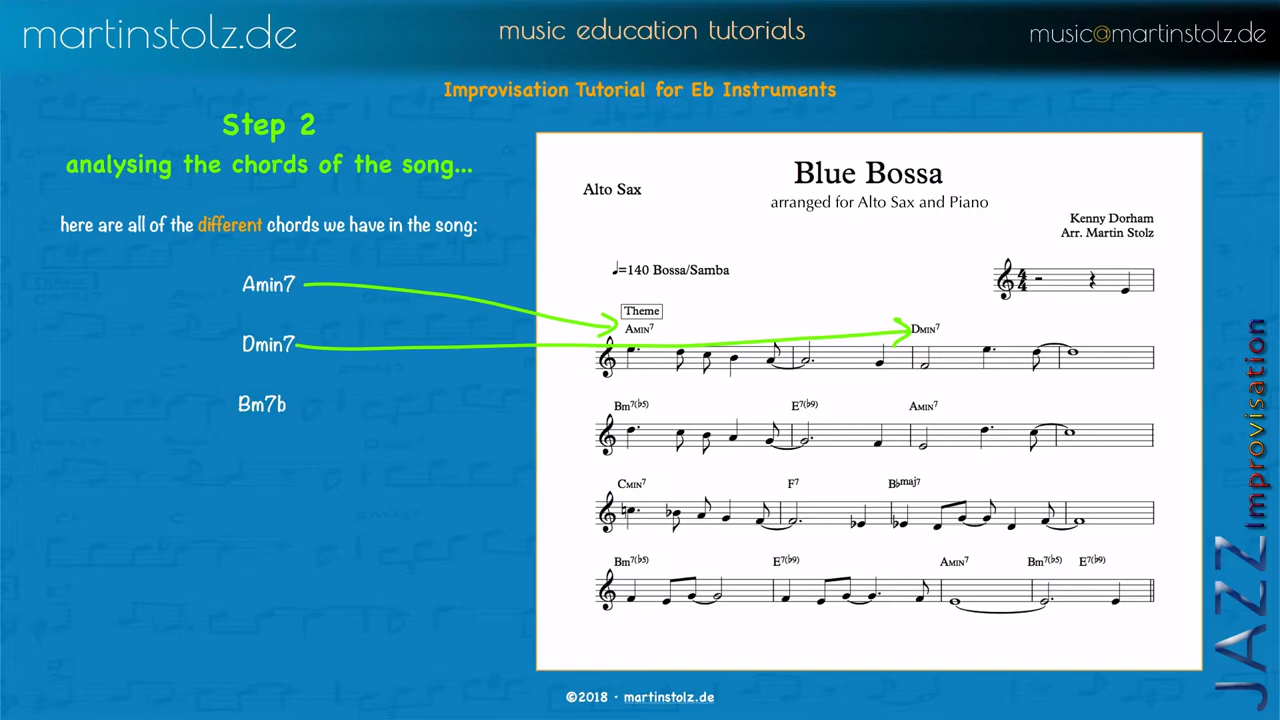 martinstolz.de
music education tutorials
music@martinstolz.de
Improvisation Tutorial for Eb Instruments
Step 2
analysing the chords of the song...
here are all of the different chords we have in the song:
Amin7
Dmin7
Bm7b
Blue Bossa
Alto Sax
arranged for Alto Sax and Piano
Kenny Dorham
Arr. Martin Stolz
♩=140 Bossa/Samba
Theme
AMIN7 DMIN7
Bm7(b5) E7(b9) AMIN7
CMIN7 F7 Bbmaj7
Bm7(b5) E7(b9) AMIN7 Bm7(b5) E7(b9)
JAZZ Improvisation
©2018 · martinstolz.de